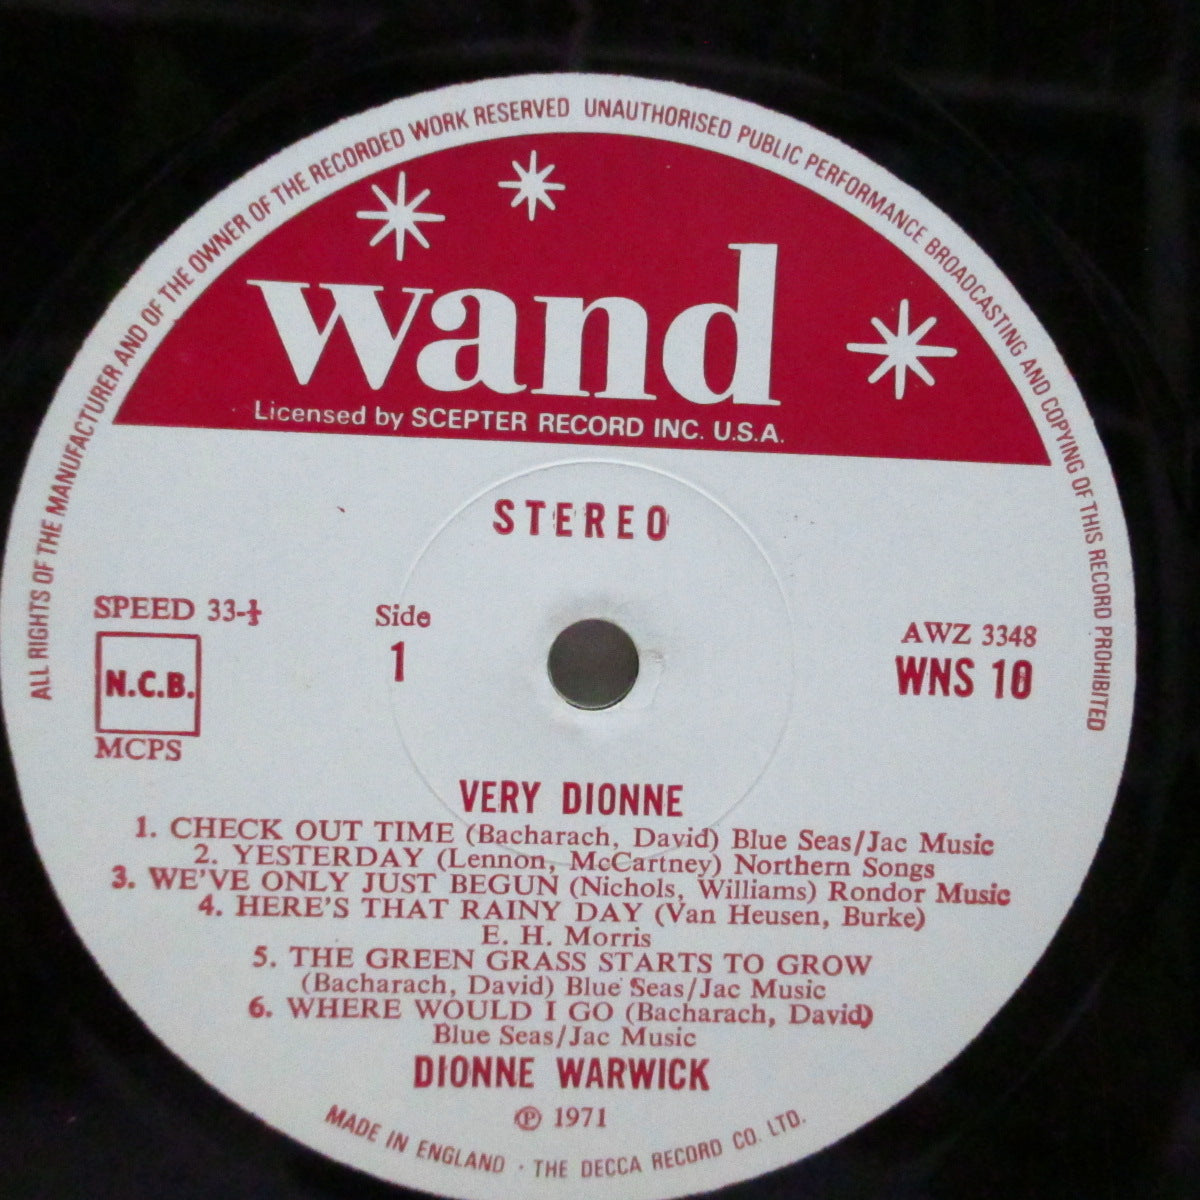 ALL RIGHTS OF THE MANUFACTURER AND OF THE OWNER OF THE RECORDED WORK RESERVED UNAUTHORISED PUBLIC PERFORMANCE BROADCASTING AND COPYING OF THIS RECORD PROHIBITED
wand
Licensed by SCEPTER RECORD INC. U.S.A.
STEREO
SPEED 33-⅓
N.C.B.
MCPS
Side
1
AWZ 3348
WNS 10
VERY DIONNE
1. CHECK OUT TIME (Bacharach, David) Blue Seas/Jac Music
2. YESTERDAY (Lennon, McCartney) Northern Songs
3. WE'VE ONLY JUST BEGUN (Nichols, Williams) Rondor Music
4. HERE'S THAT RAINY DAY (Van Heusen, Burke)
E. H. Morris
5. THE GREEN GRASS STARTS TO GROW
(Bacharach, David) Blue Seas/Jac Music
6. WHERE WOULD I GO (Bacharach, David)
Blue Seas/Jac Music
DIONNE WARWICK
℗ 1971
MADE IN ENGLAND · THE DECCA RECORD CO. LTD.